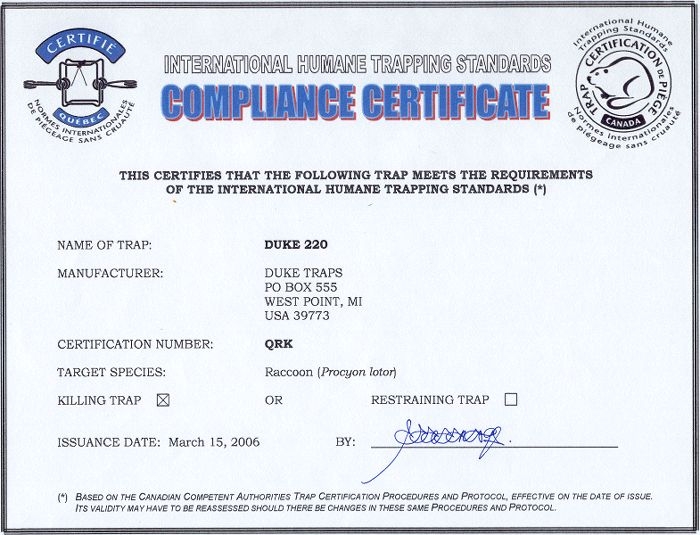 CERTIFIÉ
QUÉBEC
NORMES INTERNATIONALES
DE PIÉGEAGE SANS CRUAUTÉ
INTERNATIONAL HUMANE TRAPPING STANDARDS
COMPLIANCE CERTIFICATE
International Humane
Trapping Standards
TRAP CERTIFICATION DE PIÉGE
CANADA
Normes internationales
de piégeage sans cruauté
THIS CERTIFIES THAT THE FOLLOWING TRAP MEETS THE REQUIREMENTS
OF THE INTERNATIONAL HUMANE TRAPPING STANDARDS (*)
NAME OF TRAP: DUKE 220
MANUFACTURER: DUKE TRAPS
PO BOX 555
WEST POINT, MI
USA 39773
CERTIFICATION NUMBER: QRK
TARGET SPECIES: Raccoon (Procyon lotor)
KILLING TRAP ☒ OR RESTRAINING TRAP ☐
ISSUANCE DATE: March 15, 2006 BY:
(*) BASED ON THE CANADIAN COMPETENT AUTHORITIES TRAP CERTIFICATION PROCEDURES AND PROTOCOL, EFFECTIVE ON THE DATE OF ISSUE.
ITS VALIDITY MAY HAVE TO BE REASSESSED SHOULD THERE BE CHANGES IN THESE SAME PROCEDURES AND PROTOCOL.